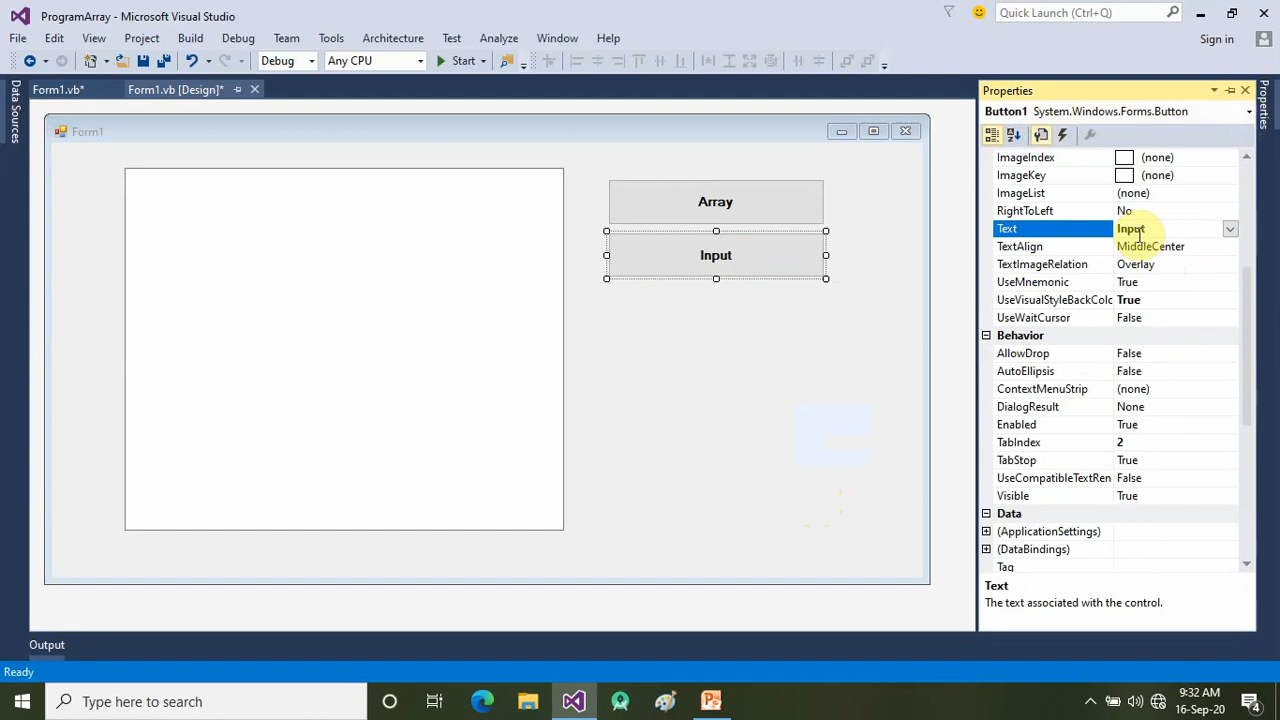 ProgramArray - Microsoft Visual Studio
Quick Launch (Ctrl+Q)
File Edit View Project Build Debug Team Tools Architecture Test Analyze Window Help
Sign in
Debug Any CPU Start
Data Sources
Form1.vb*
Form1.vb [Design]*
Form1
Array
Input
Properties
Properties
Button1 System.Windows.Forms.Button
ImageIndex (none)
ImageKey (none)
ImageList (none)
RightToLeft No
Text Input
TextAlign MiddleCenter
TextImageRelation Overlay
UseMnemonic True
UseVisualStyleBackColo True
UseWaitCursor False
Behavior
AllowDrop False
AutoEllipsis False
ContextMenuStrip (none)
DialogResult None
Enabled True
TabIndex 2
TabStop True
UseCompatibleTextRen False
Visible True
Data
(ApplicationSettings)
(DataBindings)
Tag
Text
The text associated with the control.
Output
Ready
Type here to search
9:32 AM
16-Sep-20
4